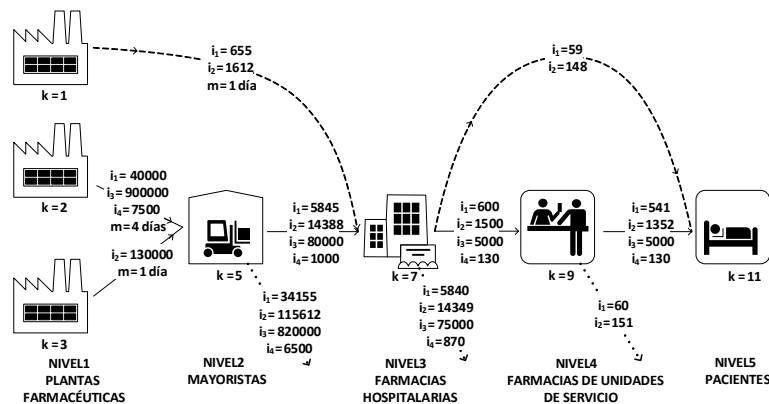 i₁= 655
i₂= 1612
m= 1 día
k = 1
i₁= 59
i₂= 148
i₁= 40000
i₃= 900000
i₄= 7500
m= 4 días
k = 2
i₂= 130000
m= 1 día
k = 3
i₁= 5845
i₂= 14388
i₃= 80000
i₄= 1000
k = 5
i₁= 34155
i₂= 115612
i₃= 820000
i₄= 6500
i₁= 600
i₂= 1500
i₃= 5000
i₄= 130
k = 7
i₁= 5840
i₂= 14349
i₃= 75000
i₄= 870
i₁= 541
i₂= 1352
i₃= 5000
i₄= 130
k = 9
i₁= 60
i₂= 151
k = 11
NIVEL1
PLANTAS
FARMACÉUTICAS
NIVEL2
MAYORISTAS
NIVEL3
FARMACIAS
HOSPITALARIAS
NIVEL4
FARMACIAS DE UNIDADES
DE SERVICIO
NIVEL5
PACIENTES